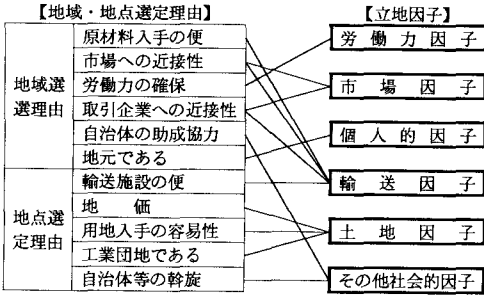 【地域・地点選定理由】
【立地因子】
地域選
選理由
原材料入手の便
市場への近接性
労働力の確保
取引企業への近接性
自治体の助成協力
地元である
地点選
定理由
輸送施設の便
地 価
用地入手の容易性
工業団地である
自治体等の斡旋
労働力因子
市場因子
個人的因子
輸送因子
土地因子
その他社会的因子